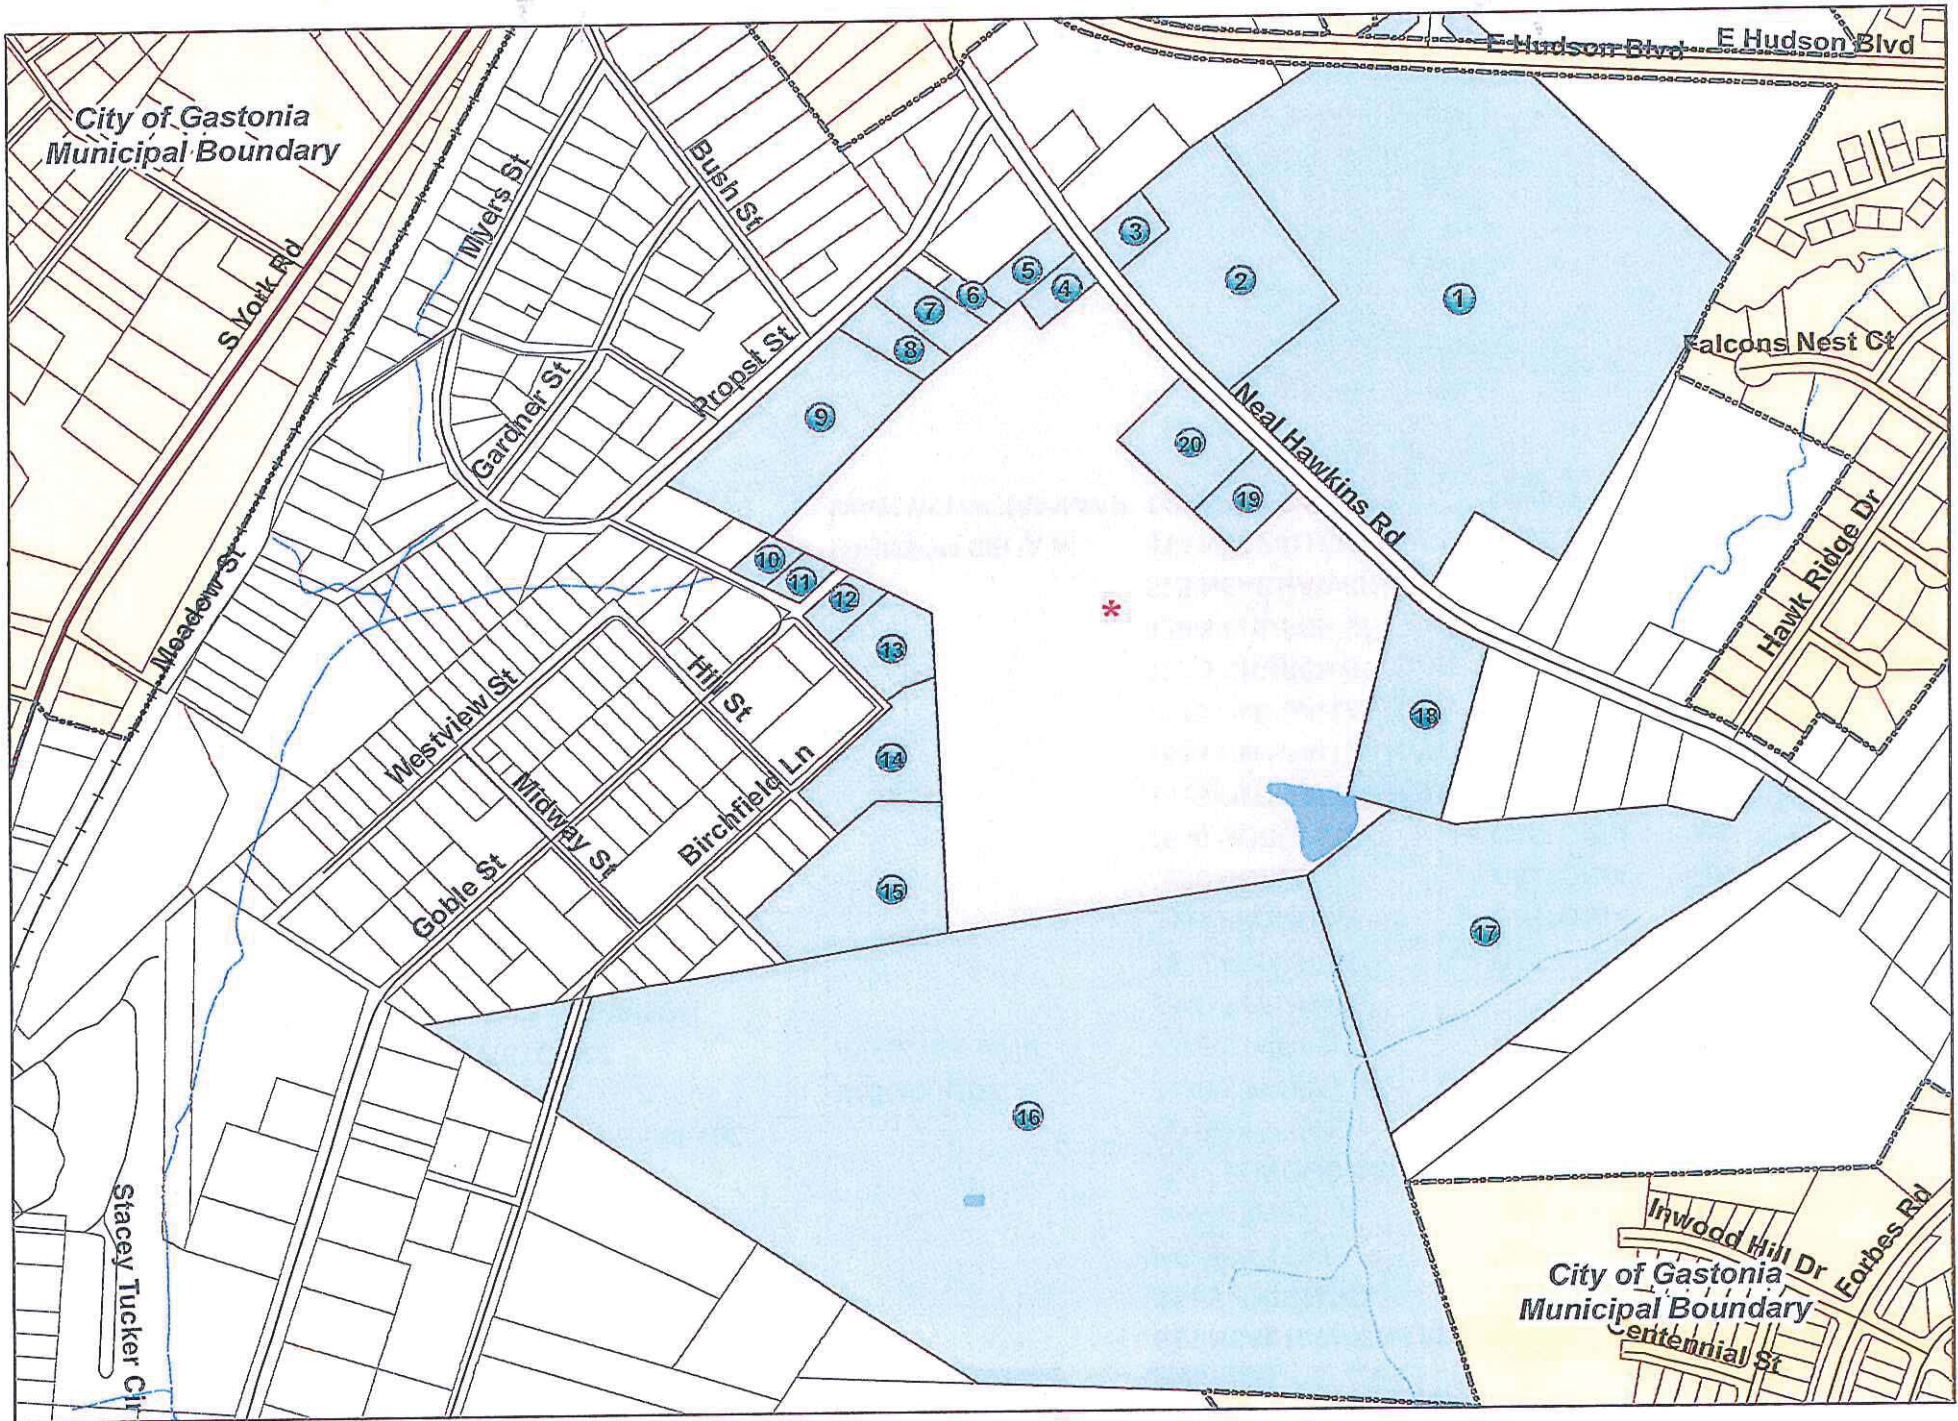 E Hudson Blvd
E Hudson Blvd
City of Gastonia
Municipal Boundary
Myers St
Bush St
S York Rd
3
5
4
2
1
6
7
8
Falcons Nest Ct
Propst St
9
Gardner St
Neal Hawkins Rd
20
19
Hawk Ridge Dr
Meadow St
10
11
12
*
13
Hill St
18
Westview St
14
Midway St
Birchfield Ln
Goble St
15
17
16
Stacey Tucker Cir
Inwood Hill Dr
Forbes Rd
City of Gastonia
Municipal Boundary
Centennial St